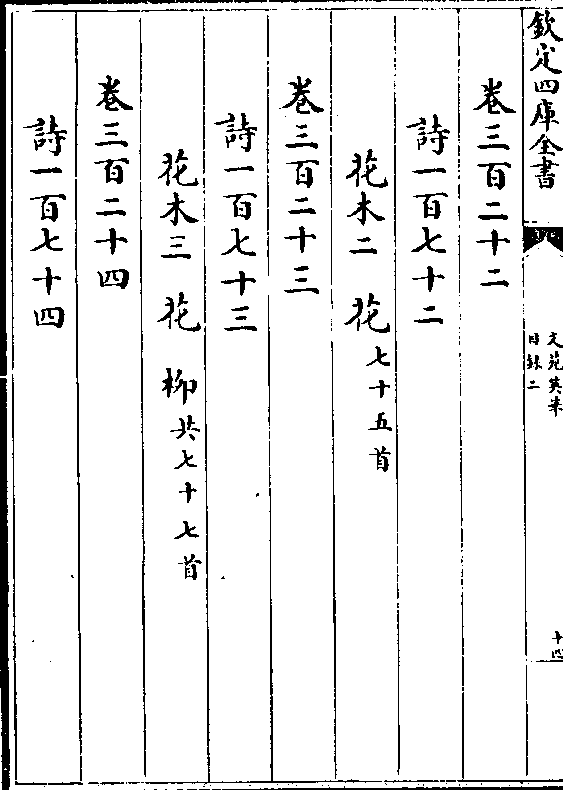 欽定四庫全書
文苑英華
目録二
十四
卷三百二十二
詩一百七十二
花木二 花七十五首
卷三百二十三
詩一百七十三
花木三 花 柳共七十七首
卷三百二十四
詩一百七十四